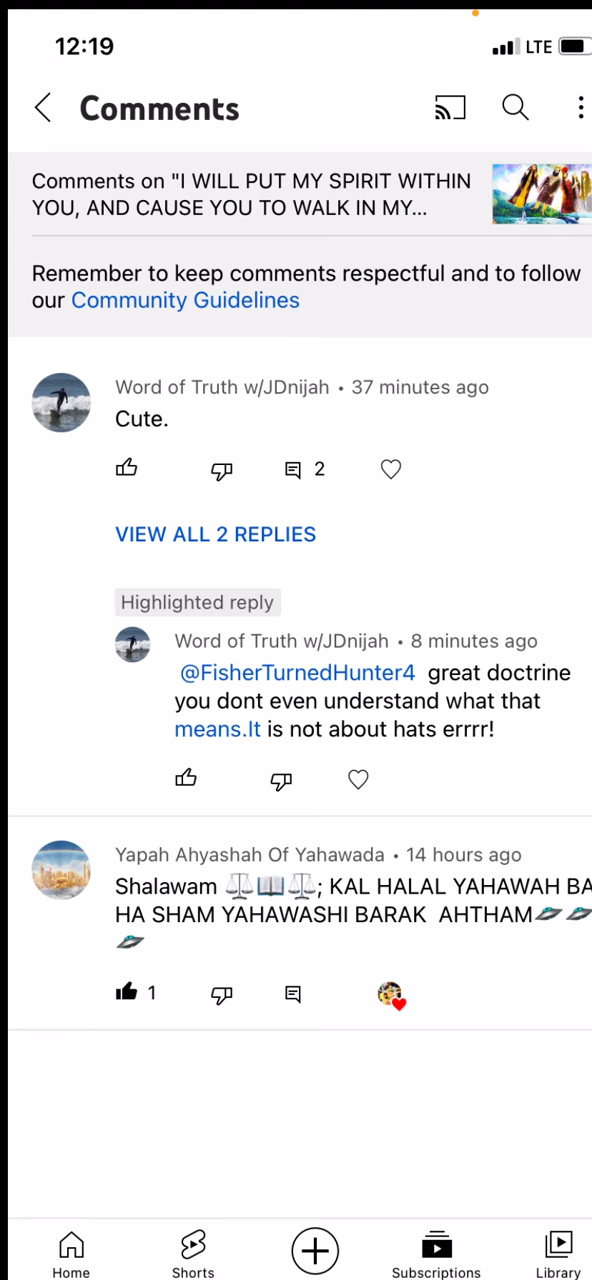 12:19
LTE
Comments
Comments on "I WILL PUT MY SPIRIT WITHIN
YOU, AND CAUSE YOU TO WALK IN MY...
Remember to keep comments respectful and to follow
our Community Guidelines
Word of Truth w/JDnijah • 37 minutes ago
Cute.
2
VIEW ALL 2 REPLIES
Highlighted reply
Word of Truth w/JDnijah • 8 minutes ago
@FisherTurnedHunter4 great doctrine
you dont even understand what that
means.It is not about hats errrr!
Yapah Ahyashah Of Yahawada • 14 hours ago
Shalawam ⚖️📖⚖️; KAL HALAL YAHAWAH BA
HA SHAM YAHAWASHI BARAK AHTHAM🛸🛸
🛸
1
Home
Shorts
Subscriptions
Library